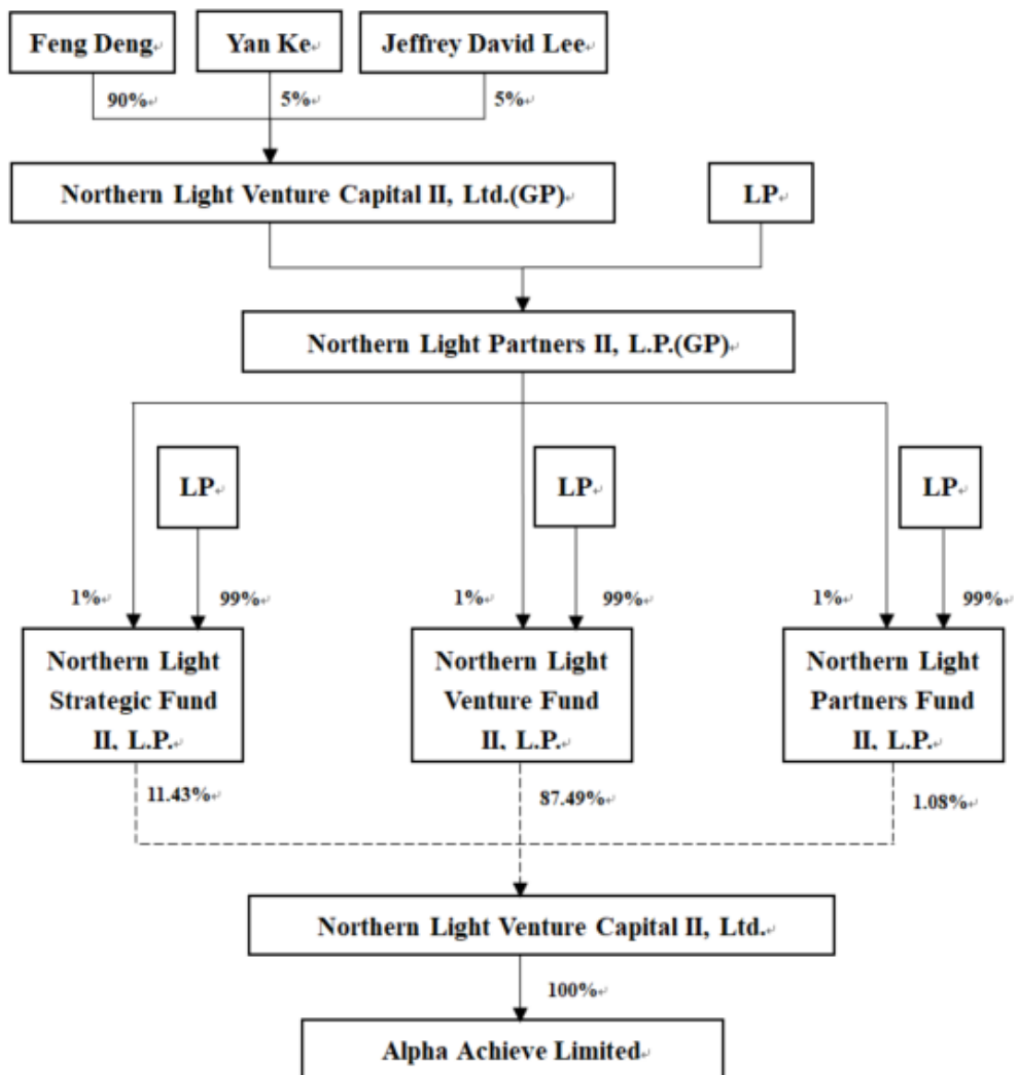 Feng Deng
Yan Ke
Jeffrey David Lee
90%
5%
5%
Northern Light Venture Capital II, Ltd.(GP)
LP
Northern Light Partners II, L.P.(GP)
LP
LP
LP
1%
99%
1%
99%
1%
99%
Northern Light
Strategic Fund
II, L.P.
Northern Light
Venture Fund
II, L.P.
Northern Light
Partners Fund
II, L.P.
11.43%
87.49%
1.08%
Northern Light Venture Capital II, Ltd.
100%
Alpha Achieve Limited